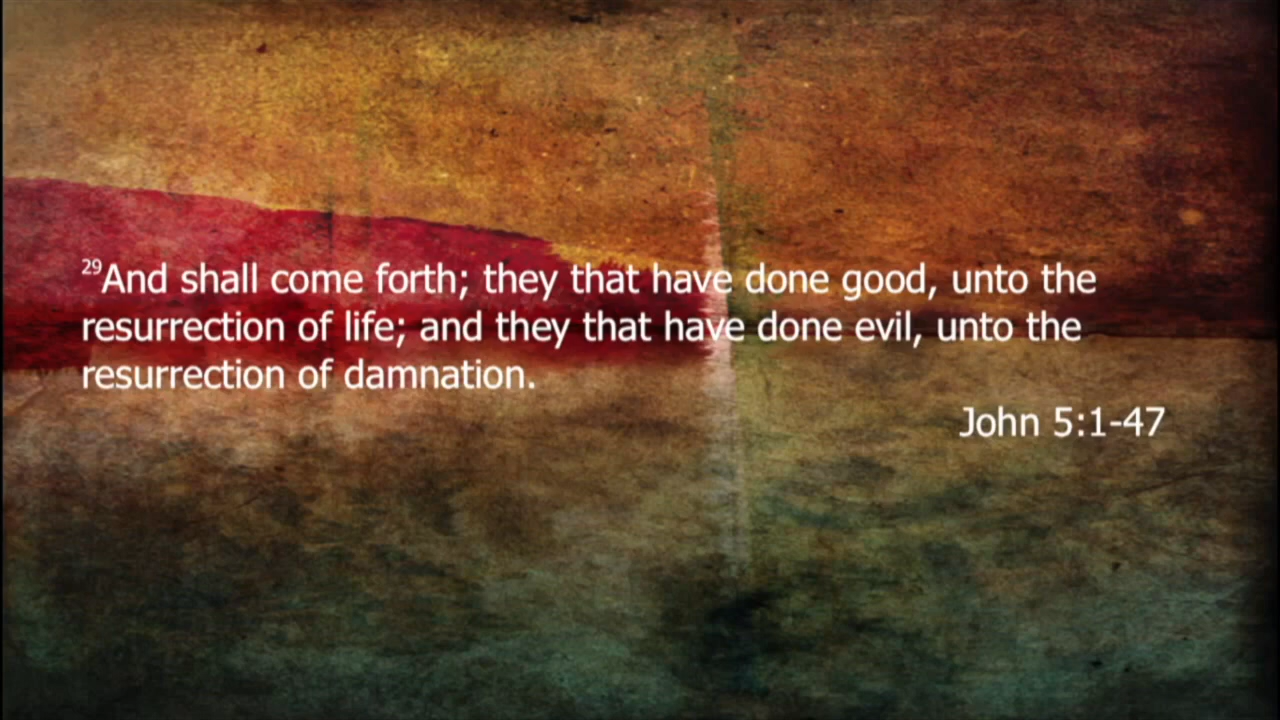 29And shall come forth; they that have done good, unto the
resurrection of life; and they that have done evil, unto the
resurrection of damnation.
John 5:1-47